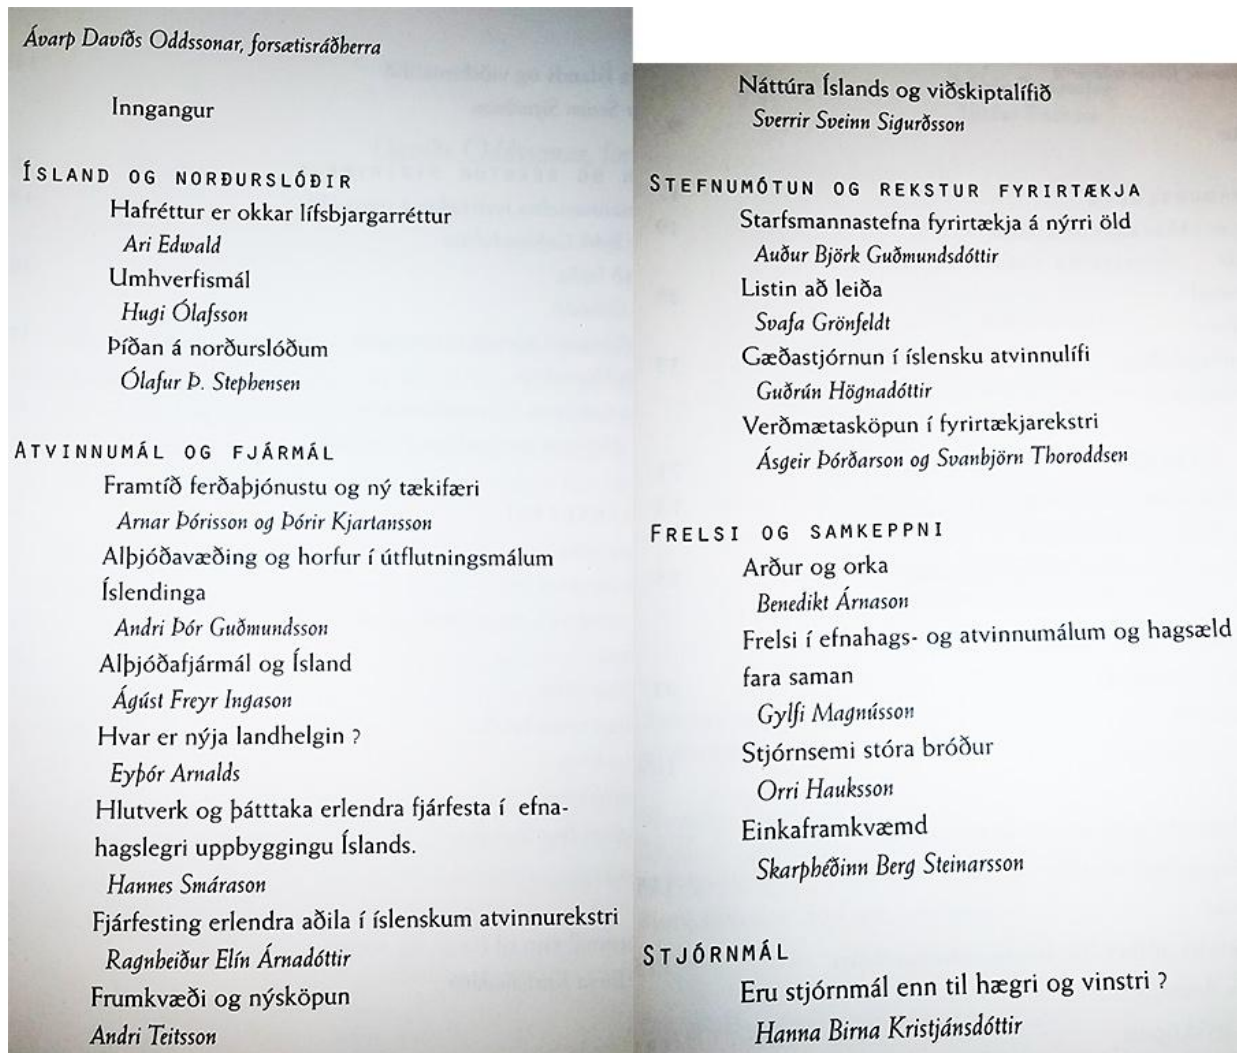 Ávarp Davíðs Oddssonar, forsætisráðherra
Inngangur
ÍSLAND OG NORÐURSLÓÐIR
Hafréttur er okkar lífsbjargarréttur
Ari Edwald
Umhverfismál
Hugi Ólafsson
Þíðan á norðurslóðum
Ólafur Þ. Stephensen
ATVINNUMÁL OG FJÁRMÁL
Framtíð ferðaþjónustu og ný tækifæri
Arnar Þórisson og Þórir Kjartansson
Alþjóðavæðing og horfur í útflutningsmálum
Íslendinga
Andri Þór Guðmundsson
Alþjóðafjármál og Ísland
Ágúst Freyr Ingason
Hvar er nýja landhelgin ?
Eyþór Arnalds
Hlutverk og þátttaka erlendra fjárfesta í efna-
hagslegri uppbyggingu Íslands.
Hannes Smárason
Fjárfesting erlendra aðila í íslenskum atvinnurekstri
Ragnheiður Elín Árnadóttir
Frumkvæði og nýsköpun
Andri Teitsson
Náttúra Íslands og viðskiptalífið
Sverrir Sveinn Sigurðsson
STEFNUMÓTUN OG REKSTUR FYRIRTÆKJA
Starfsmannastefna fyrirtækja á nýrri öld
Auður Björk Guðmundsdóttir
Listin að leiða
Svafa Grönfeldt
Gæðastjórnun í íslensku atvinnulífi
Guðrún Högnadóttir
Verðmætasköpun í fyrirtækjarekstri
Ásgeir Þórðarson og Svanbjörn Thoroddsen
FRELSI OG SAMKEPPNI
Arður og orka
Benedikt Árnason
Frelsi í efnahags- og atvinnumálum og hagsæld
fara saman
Gylfi Magnússon
Stjórnsemi stóra bróður
Orri Hauksson
Einkaframkvæmd
Skarphéðinn Berg Steinarsson
STJÓRNMÁL
Eru stjórnmál enn til hægri og vinstri ?
Hanna Birna Kristjánsdóttir